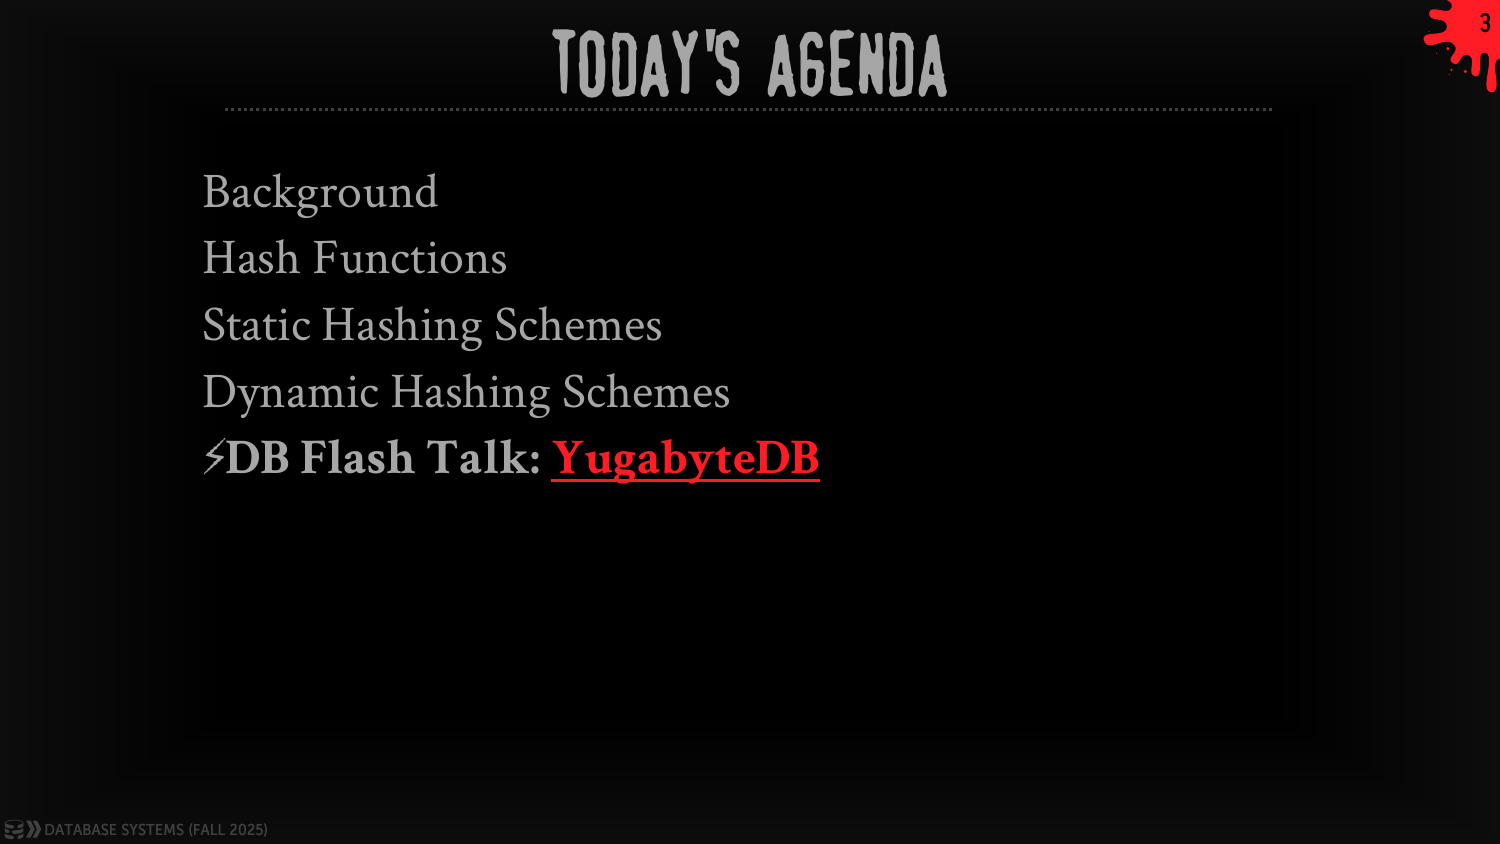 TODAY'S AGENDA
3
Background
Hash Functions
Static Hashing Schemes
Dynamic Hashing Schemes
⚡DB Flash Talk: YugabyteDB
DATABASE SYSTEMS (FALL 2025)